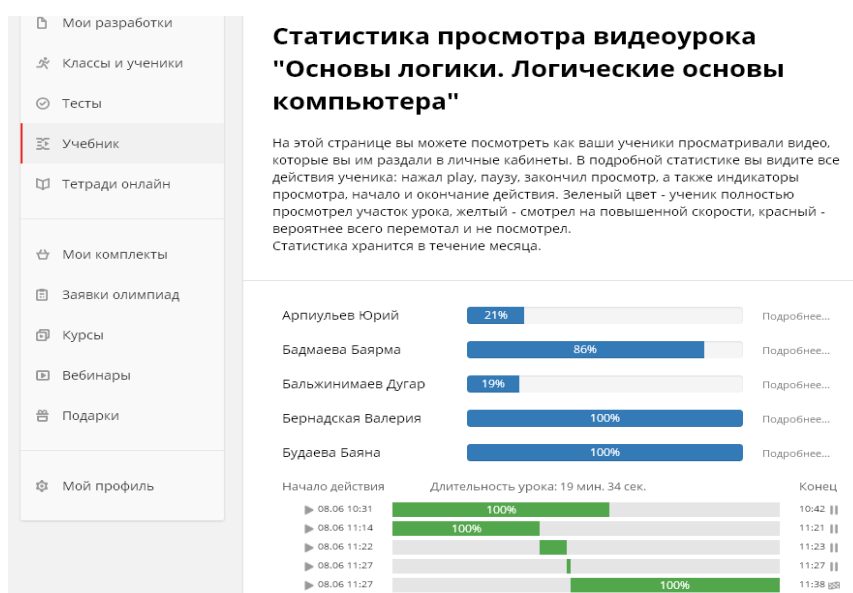 Мои разработки
Классы и ученики
Тесты
Учебник
Тетради онлайн
Мои комплекты
Заявки олимпиад
Курсы
Вебинары
Подарки
Мой профиль
Статистика просмотра видеоурока
"Основы логики. Логические основы
компьютера"
На этой странице вы можете посмотреть как ваши ученики просматривали видео,
которые вы им раздали в личные кабинеты. В подробной статистике вы видите все
действия ученика: нажал play, паузу, закончил просмотр, а также индикаторы
просмотра, начало и окончание действия. Зеленый цвет - ученик полностью
просмотрел участок урока, желтый - смотрел на повышенной скорости, красный -
вероятнее всего перемотал и не посмотрел.
Статистика хранится в течение месяца.
Арпиульев Юрий 21% Подробнее...
Бадмаева Баярма 86% Подробнее...
Бальжинимаев Дугар 19% Подробнее...
Бернадская Валерия 100% Подробнее...
Будаева Баяна 100% Подробнее...
Начало действия Длительность урока: 19 мин. 34 сек. Конец
08.06 10:31 100% 10:42
08.06 11:14 100% 11:21
08.06 11:22 11:23
08.06 11:27 11:27
08.06 11:27 100% 11:38